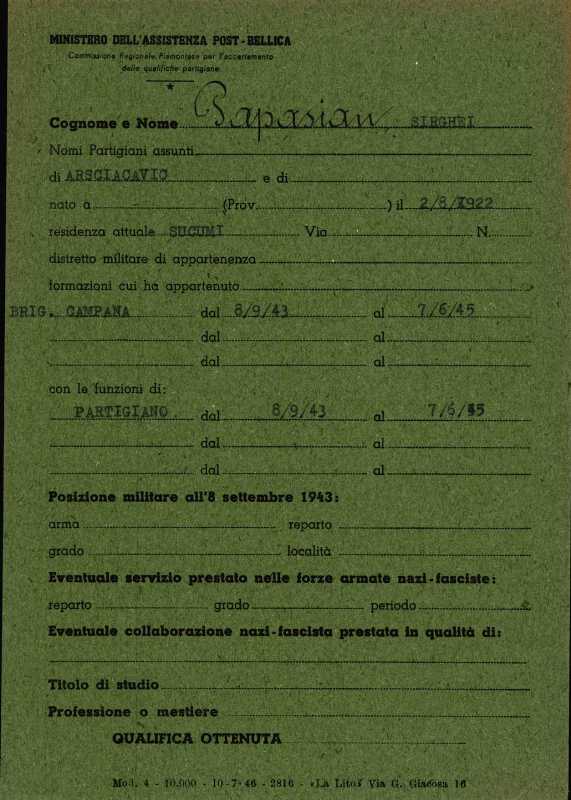 MINISTERO DELL'ASSISTENZA POST-BELLICA
Commissione Regionale Piemontese per l'accertamento
delle qualifiche partigiane
Cognome e Nome Papasian SIRGHEI
Nomi Partigiani assunti
di ARSCIACAVIC e di
nato a (Prov. ) il 2/8/1922
residenza attuale SUCUMI Via N.
distretto militare di appartenenza
formazioni cui ha appartenuto
BRIG. CAMPANA dal 8/9/43 al 7/6/45
dal al
dal al
con le funzioni di:
PARTIGIANO dal 8/9/43 al 7/6/45
dal al
dal al
Posizione militare all'8 settembre 1943:
arma reparto
grado località
Eventuale servizio prestato nelle forze armate nazi-fasciste:
reparto grado periodo
Eventuale collaborazione nazi-fascista prestata in qualità di:
Titolo di studio
Professione o mestiere
QUALIFICA OTTENUTA
Mod. 4 - 10.000 - 10-7-46 - 2816 - «La Lito» Via G. Giacosa 16